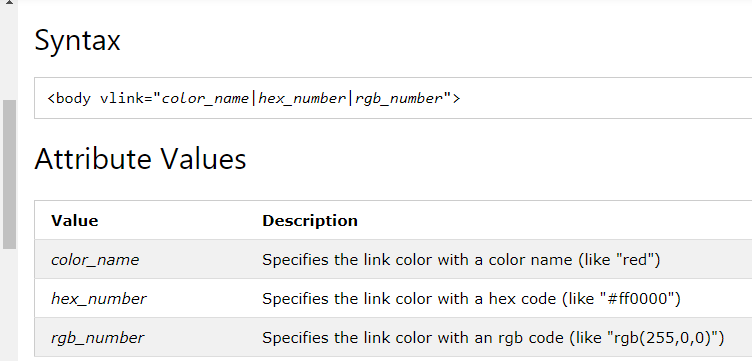 Syntax
<body vlink="color_name|hex_number|rgb_number">
Attribute Values
Value Description
color_name Specifies the link color with a color name (like "red")
hex_number Specifies the link color with a hex code (like "#ff0000")
rgb_number Specifies the link color with an rgb code (like "rgb(255,0,0)")